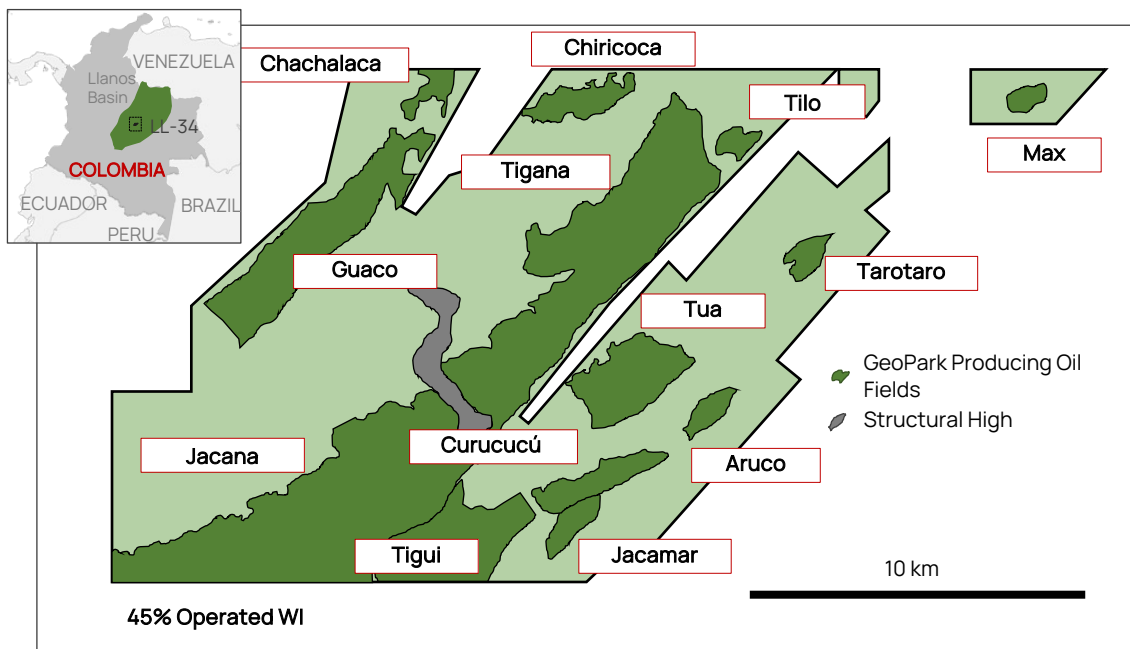 VENEZUELA
Llanos
Basin
LL-34
COLOMBIA
ECUADOR
BRAZIL
PERU
Chachalaca
Chiricoca
Tilo
Max
Tigana
Guaco
Tarotaro
Tua
GeoPark Producing Oil
Fields
Structural High
Curucucú
Jacana
Aruco
Tigui
Jacamar
10 km
45% Operated WI